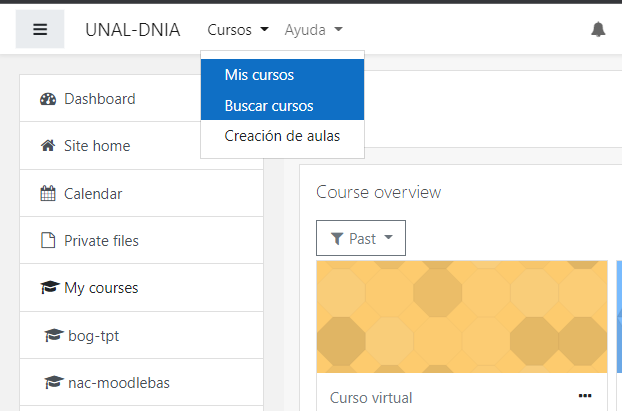 UNAL-DNIA Cursos Ayuda
Mis cursos
Buscar cursos
Creación de aulas
Dashboard
Site home
Calendar
Private files
My courses
bog-tpt
nac-moodlebas
Course overview
Past
Curso virtual